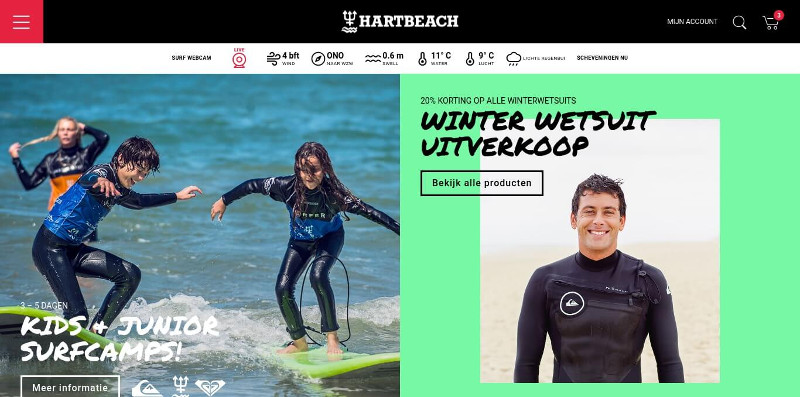 HARTBEACH
MIJN ACCOUNT
3
SURF WEBCAM
LIVE
4 bft
WIND
ONO
NAAR WZW
0.6 m
SWELL
11° C
WATER
9° C
LUCHT
LICHTE REGENBUI
SCHEVENINGEN NU
3 – 5 DAGEN
KIDS & JUNIOR
SURFCAMPS!
Meer informatie
20% KORTING OP ALLE WINTERWETSUITS
WINTER WETSUIT
UITVERKOOP
Bekijk alle producten